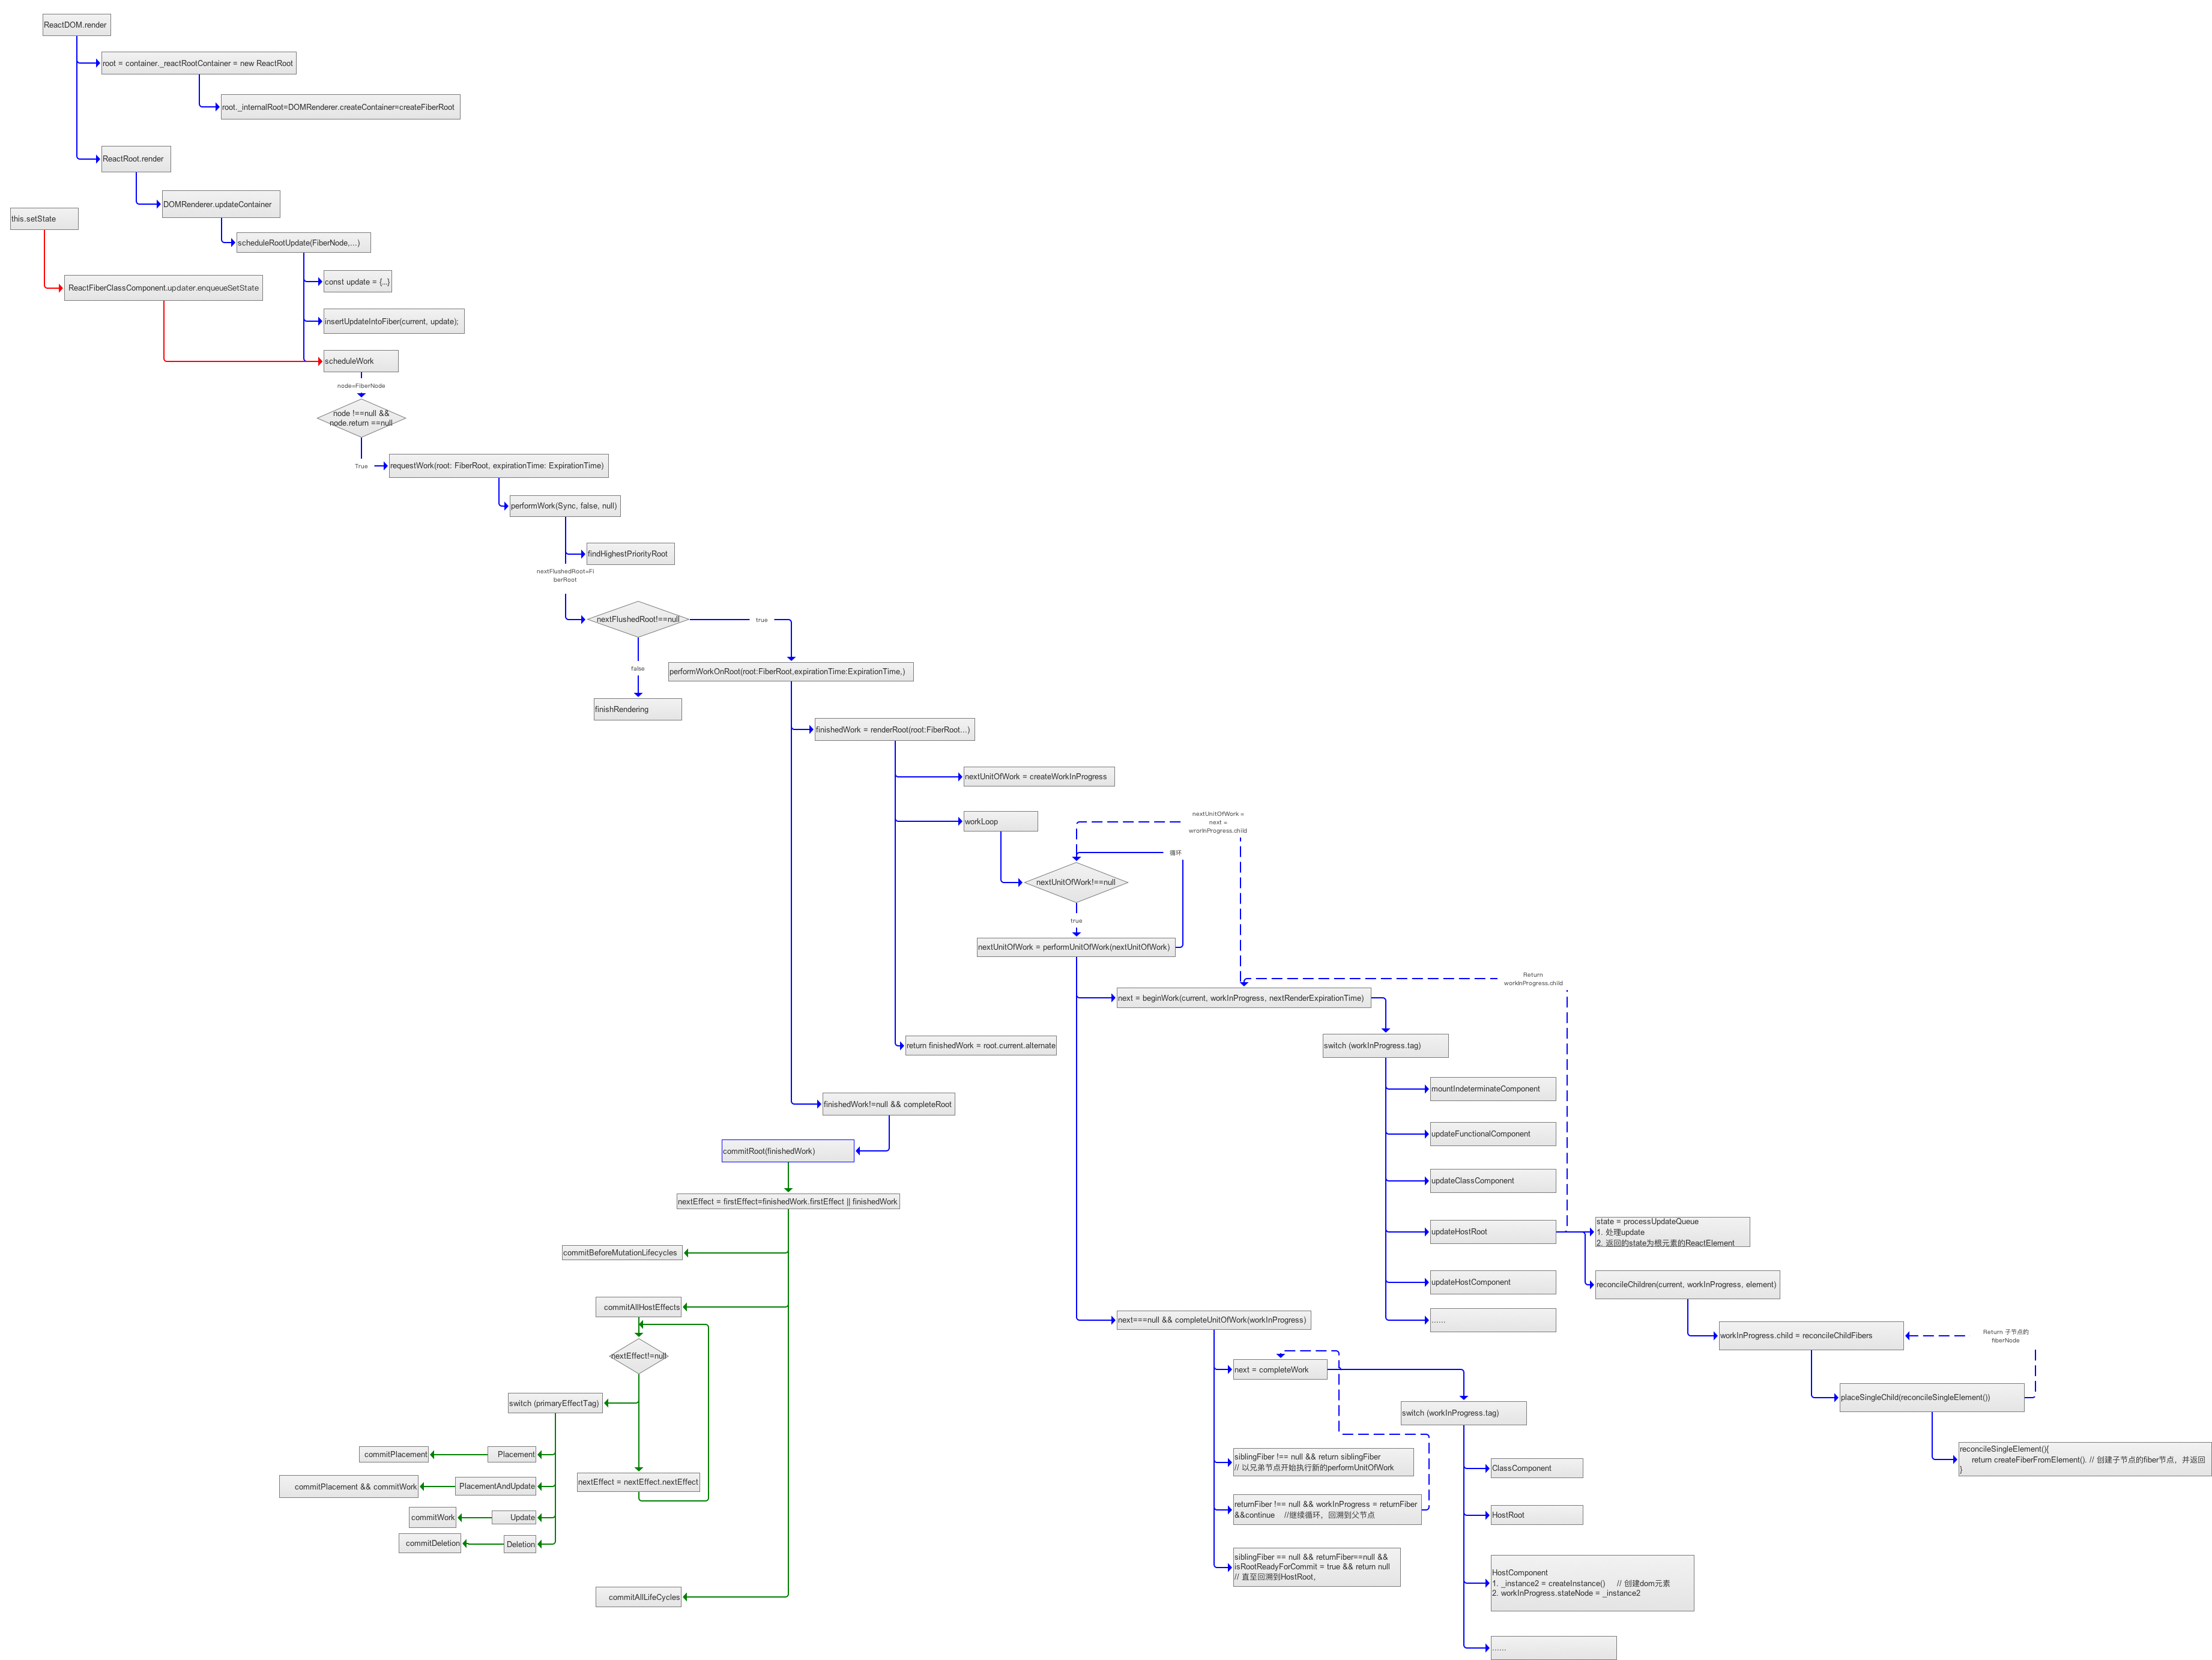 ReactDOM.render
root = container._reactRootContainer = new ReactRoot
root._internalRoot=DOMRenderer.createContainer=createFiberRoot
ReactRoot.render
DOMRenderer.updateContainer
this.setState
scheduleRootUpdate(FiberNode,...)
const update = {...}
ReactFiberClassComponent.updater.enqueueSetState
insertUpdateIntoFiber(current, update);
scheduleWork
node=FiberNode
node !==null &&
node.return ==null
True
requestWork(root: FiberRoot, expirationTime: ExpirationTime)
performWork(Sync, false, null)
findHighestPriorityRoot
nextFlushedRoot=Fi
berRoot
nextFlushedRoot!==null
true
false
performWorkOnRoot(root:FiberRoot,expirationTime:ExpirationTime,)
finishRendering
finishedWork = renderRoot(root:FiberRoot...)
nextUnitOfWork = createWorkInProgress
workLoop
nextUnitOfWork =
next =
wrorInProgress.child
循环
nextUnitOfWork!==null
true
nextUnitOfWork = performUnitOfWork(nextUnitOfWork)
Return
workInProgress.child
next = beginWork(current, workInProgress, nextRenderExpirationTime)
switch (workInProgress.tag)
return finishedWork = root.current.alternate
mountIndeterminateComponent
finishedWork!=null && completeRoot
updateFunctionalComponent
commitRoot(finishedWork)
updateClassComponent
nextEffect = firstEffect=finishedWork.firstEffect || finishedWork
updateHostRoot
state = processUpdateQueue
1. 处理update
2. 返回的state为根元素的ReactElement
commitBeforeMutationLifecycles
updateHostComponent
reconcileChildren(current, workInProgress, element)
commitAllHostEffects
next===null && completeUnitOfWork(workInProgress)
......
workInProgress.child = reconcileChildFibers
Return 子节点的
fiberNode
nextEffect!=null
next = completeWork
switch (primaryEffectTag)
switch (workInProgress.tag)
placeSingleChild(reconcileSingleElement())
commitPlacement
Placement
siblingFiber !== null && return siblingFiber
// 以兄弟节点开始执行新的performUnitOfWork
ClassComponent
reconcileSingleElement(){
return createFiberFromElement(). // 创建子节点的fiber节点，并返回
}
commitPlacement && commitWork
PlacementAndUpdate
nextEffect = nextEffect.nextEffect
returnFiber !== null && workInProgress = returnFiber
&&continue //继续循环，回溯到父节点
HostRoot
commitWork
Update
commitDeletion
Deletion
siblingFiber == null && returnFiber==null &&
isRootReadyForCommit = true && return null
// 直至回溯到HostRoot,
HostComponent
1. _instance2 = createInstance() // 创建dom元素
2. workInProgress.stateNode = _instance2
commitAllLifeCycles
......